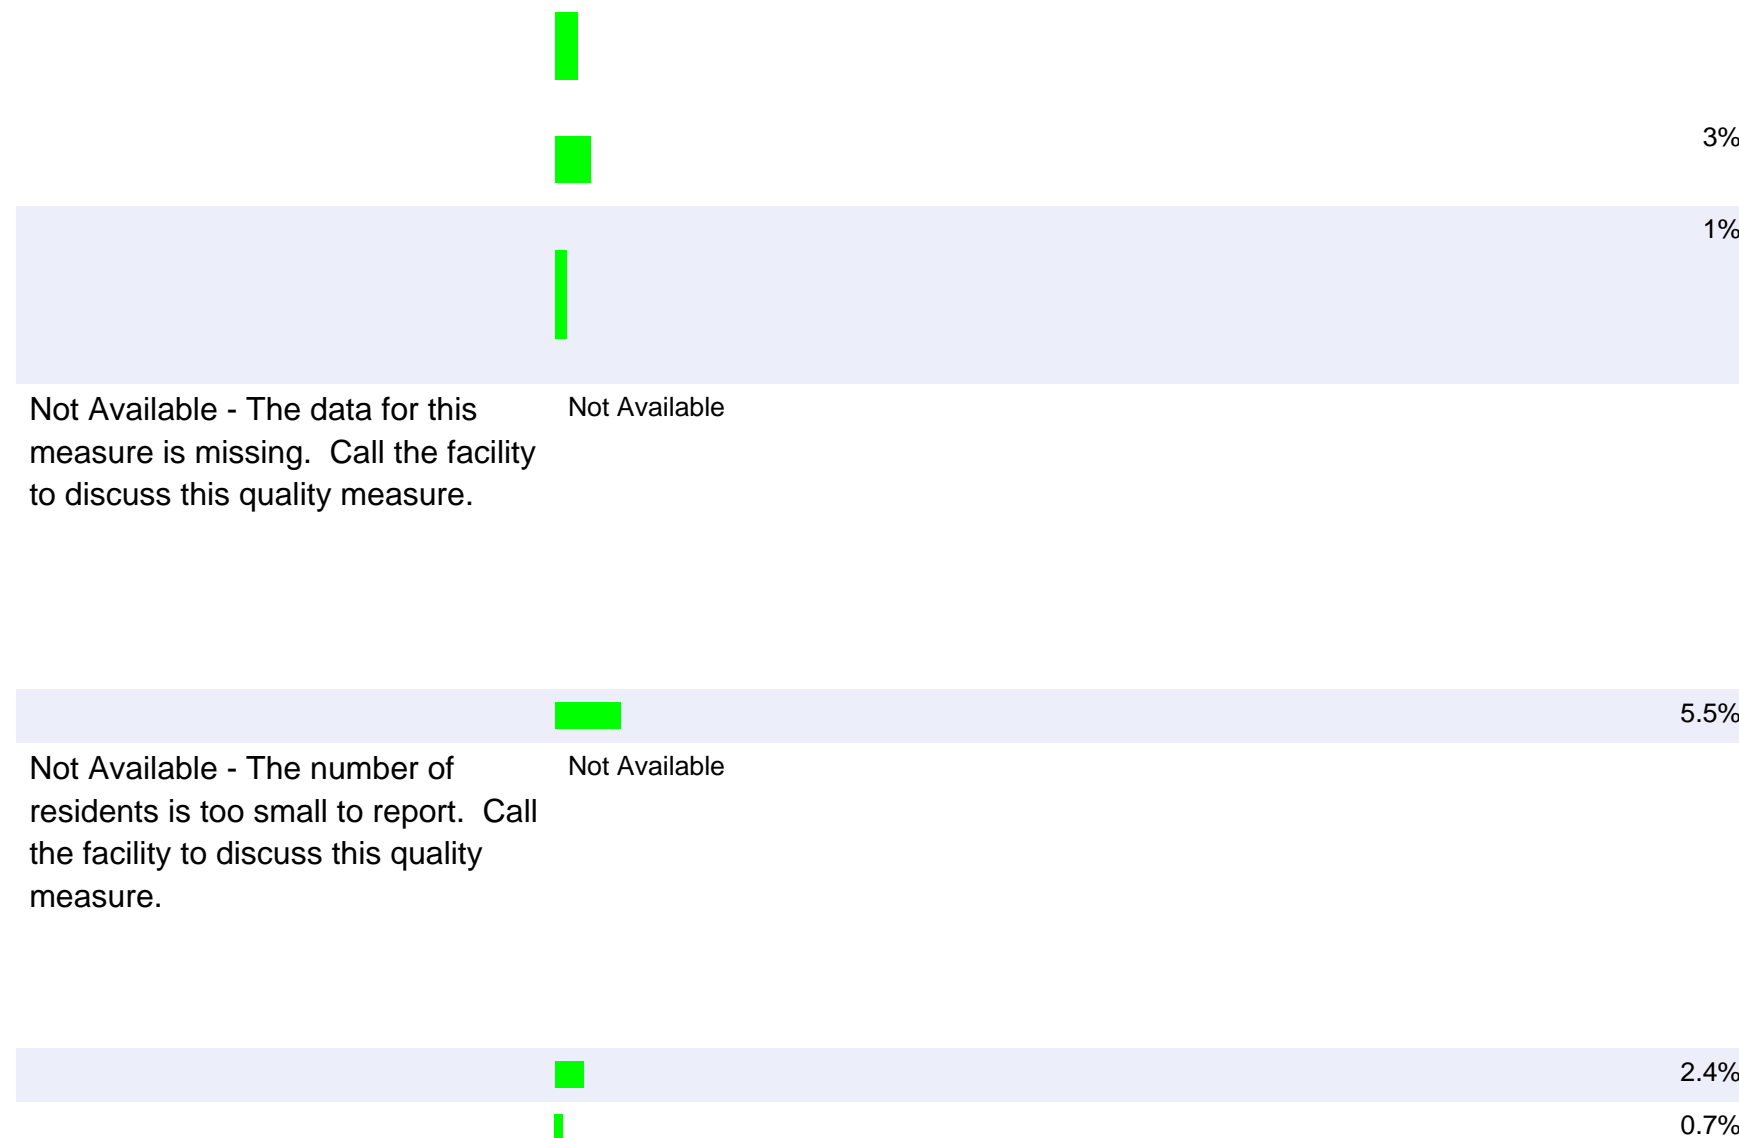 3%
1%
Not Available - The data for this
measure is missing.  Call the facility
to discuss this quality measure.
Not Available
5.5%
Not Available - The number of
residents is too small to report.  Call
the facility to discuss this quality
measure.
Not Available
2.4%
0.7%